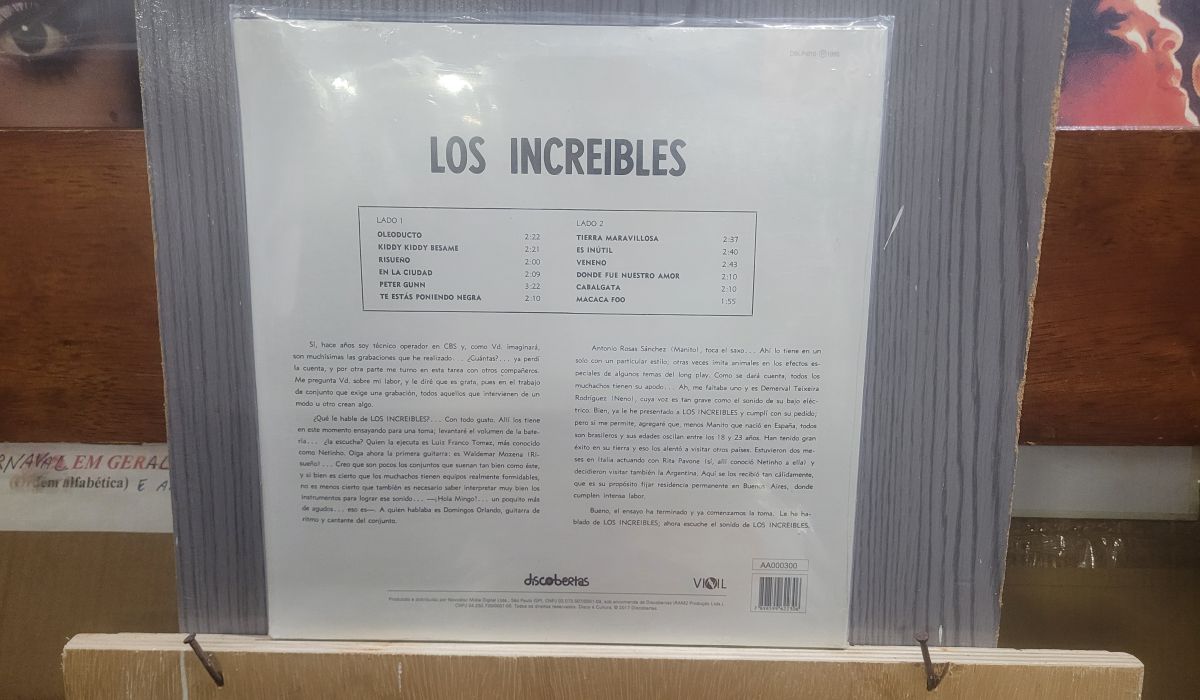 LOS INCREIBLES
LADO 1
OLEODUCTO 2:22
KIDDY KIDDY BESAME 2:21
RISUEÑO 2:00
EN LA CIUDAD 2:09
PETER GUNN 3:22
TE ESTÁS PONIENDO NEGRA 2:10
LADO 2
TIERRA MARAVILLOSA 2:37
ES INÚTIL 2:40
VENENO 2:43
DONDE FUE NUESTRO AMOR 2:10
CABALGATA 2:10
MACACA FOO 1:55
Sí, hace años soy técnico operador en CBS y, como Vd. imaginará,
son muchísimas las grabaciones que he realizado... ¿Cuántas?... ya perdí
la cuenta, y por otra parte me turno en esta tarea con otros compañeros.
Me pregunta Vd. sobre mi labor, y le diré que es grata, pues en el trabajo
de conjunto que exige una grabación, todos aquellos que intervienen de un
modo u otro crean algo.
¿Qué le hable de LOS INCREIBLES?... Con todo gusto. Allí los tiene
en este momento ensayando para una toma; levantaré el volumen de la bate-
ría... ¿la escucha? Quien la ejecuta es Luiz Franco Tomaz, más conocido
como Netinho. Oiga ahora la primera guitarra: es Waldemar Mozena (Ri-
sueño)... Creo que son pocos los conjuntos que suenan tan bien como éste,
y si bien es cierto que los muchachos tienen equipos realmente formidables,
no es menos cierto que también es necesario saber interpretar muy bien los
instrumentos para lograr ese sonido... —¡Hola Mingo!... un poquito más
de agudos... eso es—. A quien hablaba es Domingos Orlando, guitarra de
ritmo y cantante del conjunto.
Antonio Rosas Sánchez (Manito), toca el saxo... Ahí lo tiene en un
solo con un particular estilo; otras veces imita animales en los efectos es-
peciales de algunos temas del long play. Como se dará cuenta, todos los
muchachos tienen su apodo... Ah, me faltaba uno y es Demerval Teixeira
Rodríguez (Neno), cuya voz es tan grave como el sonido de su bajo eléc-
trico. Bien, ya le he presentado a LOS INCREIBLES y cumplí con su pedido;
pero si me permite, agregaré que, menos Manito que nació en España, todos
son brasileros y sus edades oscilan entre los 18 y 23 años. Han tenido gran
éxito en su tierra y eso los alentó a visitar otros países. Estuvieron dos me-
ses en Italia actuando con Rita Pavone (sí, allí conoció Netinho a ella) y
decidieron visitar también la Argentina. Aquí se los recibió tan cálidamente,
que es su propósito fijar residencia permanente en Buenos Aires, donde
cumplen intensa labor.
Bueno, el ensayo ha terminado y ya comenzamos la toma. Le he ha-
blado de LOS INCREIBLES; ahora escuche el sonido de LOS INCREIBLES.
discobertas
AA000300
RNAVAL EM GERAL
alfabética) E A